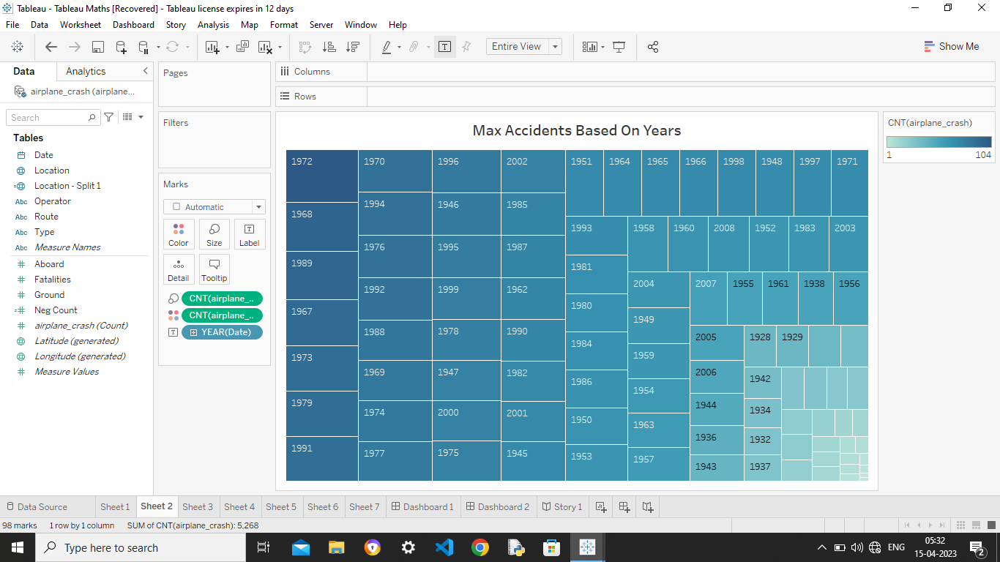 Tableau - Tableau Maths [Recovered] - Tableau license expires in 12 days
File Data Worksheet Dashboard Story Analysis Map Format Server Window Help
Entire View
Show Me
Data Analytics
airplane_crash (airplane...
Search
Tables
Date
Location
Location - Split 1
Abc Operator
Abc Route
Abc Type
Abc Measure Names
Aboard
Fatalities
Ground
Neg Count
airplane_crash (Count)
Latitude (generated)
Longitude (generated)
Measure Values
Pages
Filters
Marks
Automatic
Color Size Label
Detail Tooltip
CNT(airplane_..
CNT(airplane_..
YEAR(Date)
Columns
Rows
Max Accidents Based On Years
1972
1968
1989
1967
1973
1979
1991
1970
1994
1976
1992
1988
1969
1974
1977
1996
1946
1995
1999
1978
1947
2000
1975
2002
1985
1987
1962
1990
1982
2001
1945
1951 1964 1965 1966 1998 1948 1997 1971
1993
1981
1980
1984
1986
1950
1953
1958 1960 2008 1952 1983 2003
2004
1949
1959
1954
1963
1957
2007 1955 1961 1938 1956
2005
2006
1944
1936
1943
1928 1929
1942
1934
1932
1937
CNT(airplane_crash)
1 104
Data Source Sheet 1 Sheet 2 Sheet 3 Sheet 4 Sheet 5 Sheet 6 Sheet 7 Dashboard 1 Dashboard 2 Story 1
98 marks 1 row by 1 column SUM of CNT(airplane_crash): 5,268
Type here to search
ENG
05:32
15-04-2023
2